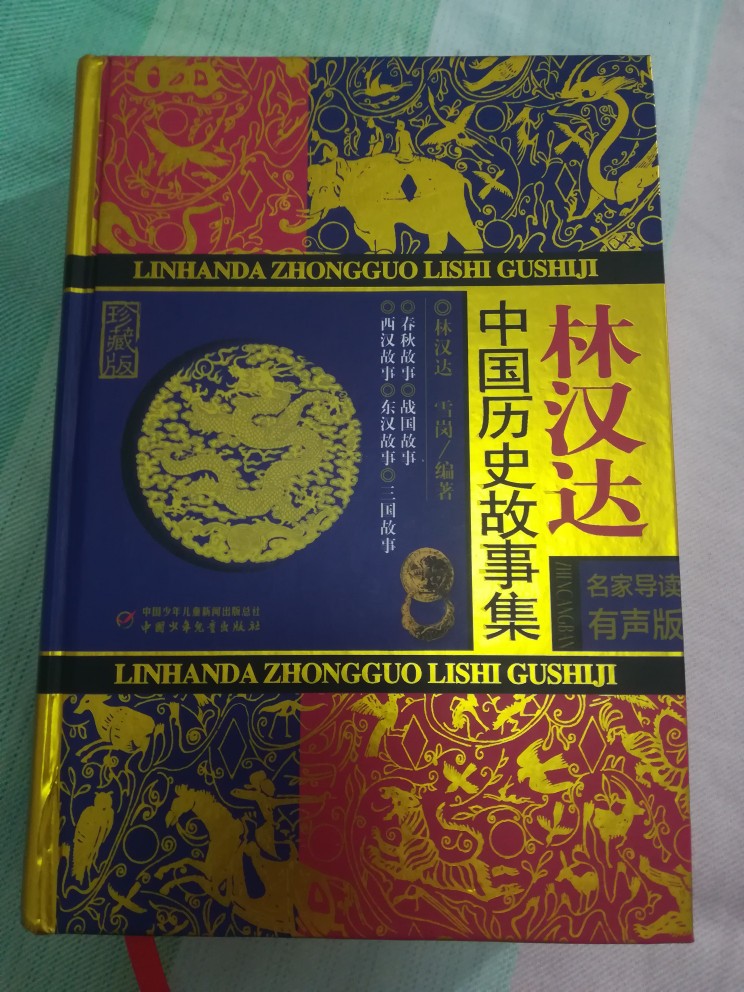 LINHANDA ZHONGGUO LISHI GUSHIJI
林汉达
中国历史故事集
◎林汉达 雪岗/编著
◎春秋故事◎战国故事
◎西汉故事◎东汉故事◎三国故事
珍藏版
名家导读
有声版
ZHENCANGBAN
中国少年儿童新闻出版总社
中国少年儿童出版社
LINHANDA ZHONGGUO LISHI GUSHIJI